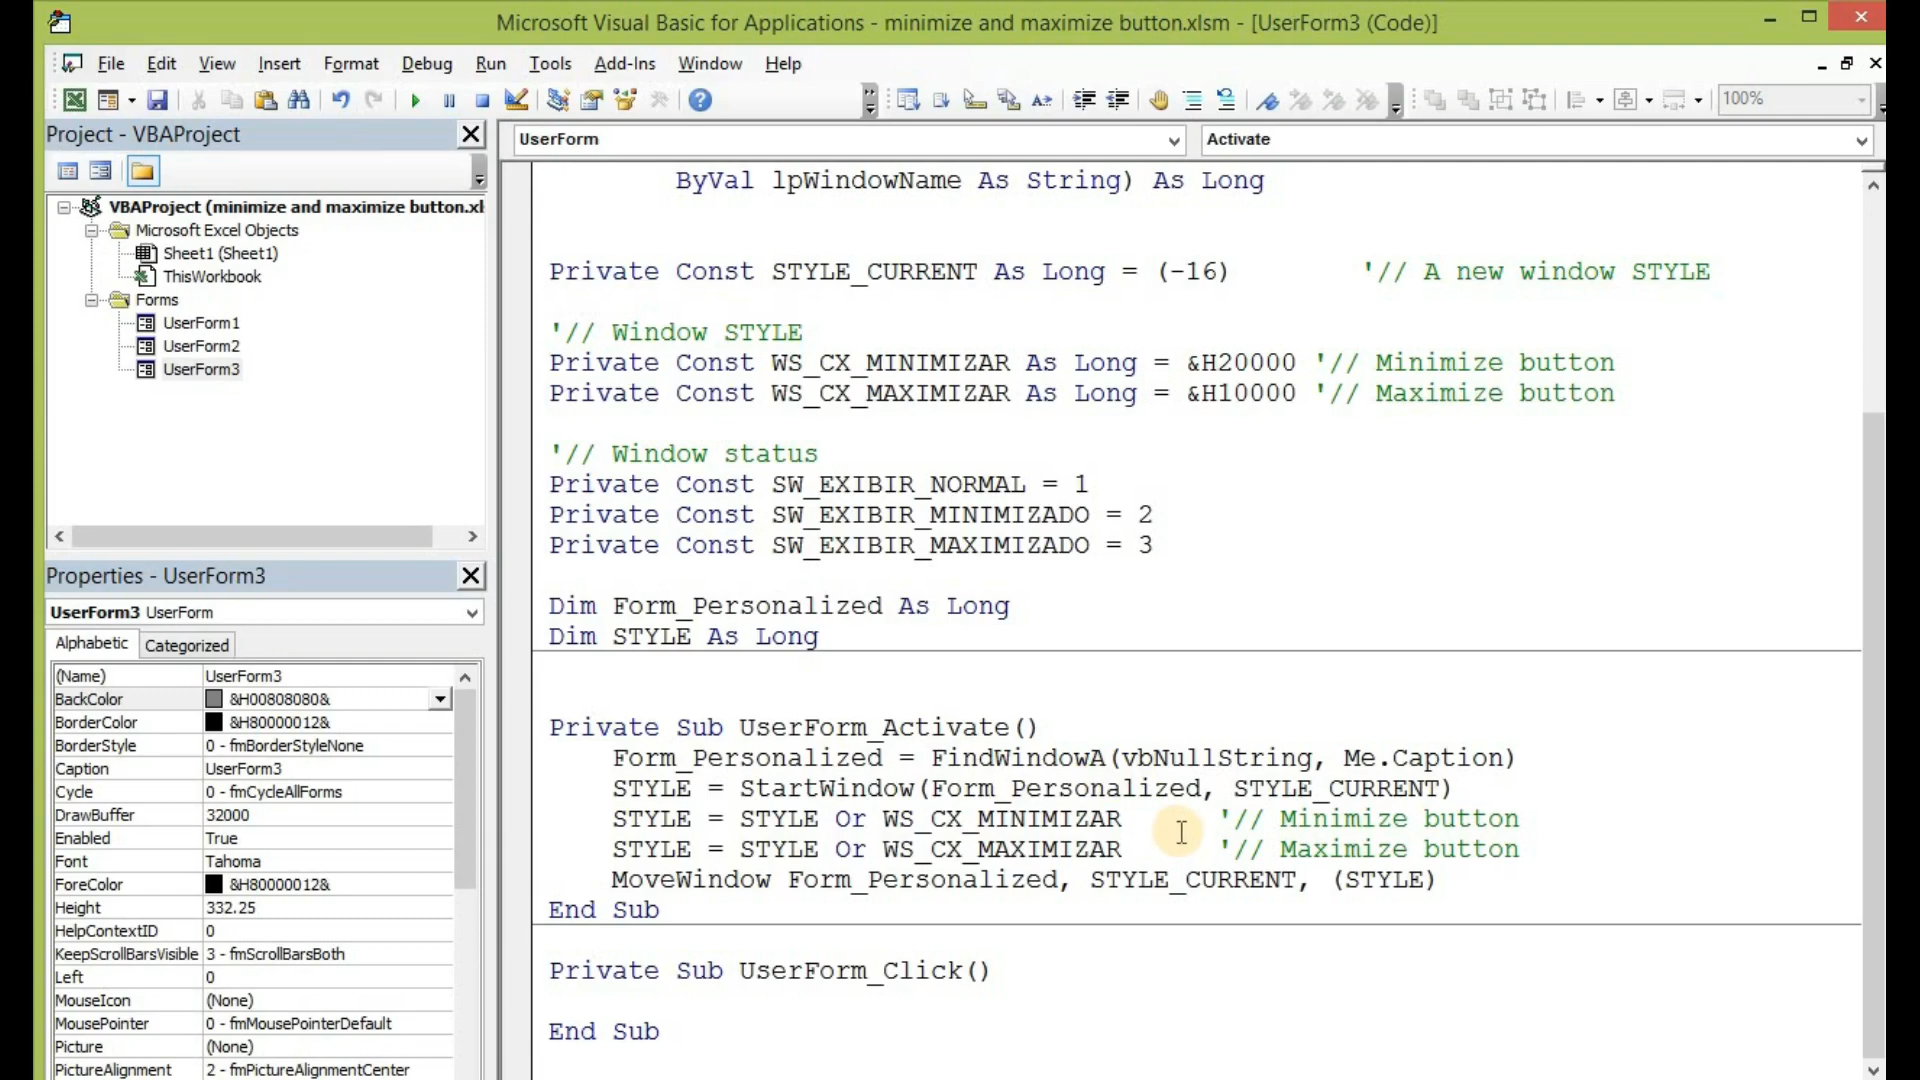 Microsoft Visual Basic for Applications - minimize and maximize button.xlsm - [UserForm3 (Code)]
File Edit View Insert Format Debug Run Tools Add-Ins Window Help
100%
Project - VBAProject
VBAProject (minimize and maximize button.xl
Microsoft Excel Objects
Sheet1 (Sheet1)
ThisWorkbook
Forms
UserForm1
UserForm2
UserForm3
Properties - UserForm3
UserForm3 UserForm
Alphabetic Categorized
(Name) UserForm3
BackColor &H00808080&
BorderColor &H80000012&
BorderStyle 0 - fmBorderStyleNone
Caption UserForm3
Cycle 0 - fmCycleAllForms
DrawBuffer 32000
Enabled True
Font Tahoma
ForeColor &H80000012&
Height 332.25
HelpContextID 0
KeepScrollBarsVisible 3 - fmScrollBarsBoth
Left 0
MouseIcon (None)
MousePointer 0 - fmMousePointerDefault
Picture (None)
PictureAlignment 2 - fmPictureAlignmentCenter
UserForm Activate
ByVal lpWindowName As String) As Long
Private Const STYLE_CURRENT As Long = (-16) '// A new window STYLE
'// Window STYLE
Private Const WS_CX_MINIMIZAR As Long = &H20000 '// Minimize button
Private Const WS_CX_MAXIMIZAR As Long = &H10000 '// Maximize button
'// Window status
Private Const SW_EXIBIR_NORMAL = 1
Private Const SW_EXIBIR_MINIMIZADO = 2
Private Const SW_EXIBIR_MAXIMIZADO = 3
Dim Form_Personalized As Long
Dim STYLE As Long
Private Sub UserForm_Activate()
Form_Personalized = FindWindowA(vbNullString, Me.Caption)
STYLE = StartWindow(Form_Personalized, STYLE_CURRENT)
STYLE = STYLE Or WS_CX_MINIMIZAR '// Minimize button
STYLE = STYLE Or WS_CX_MAXIMIZAR '// Maximize button
MoveWindow Form_Personalized, STYLE_CURRENT, (STYLE)
End Sub
Private Sub UserForm_Click()
End Sub